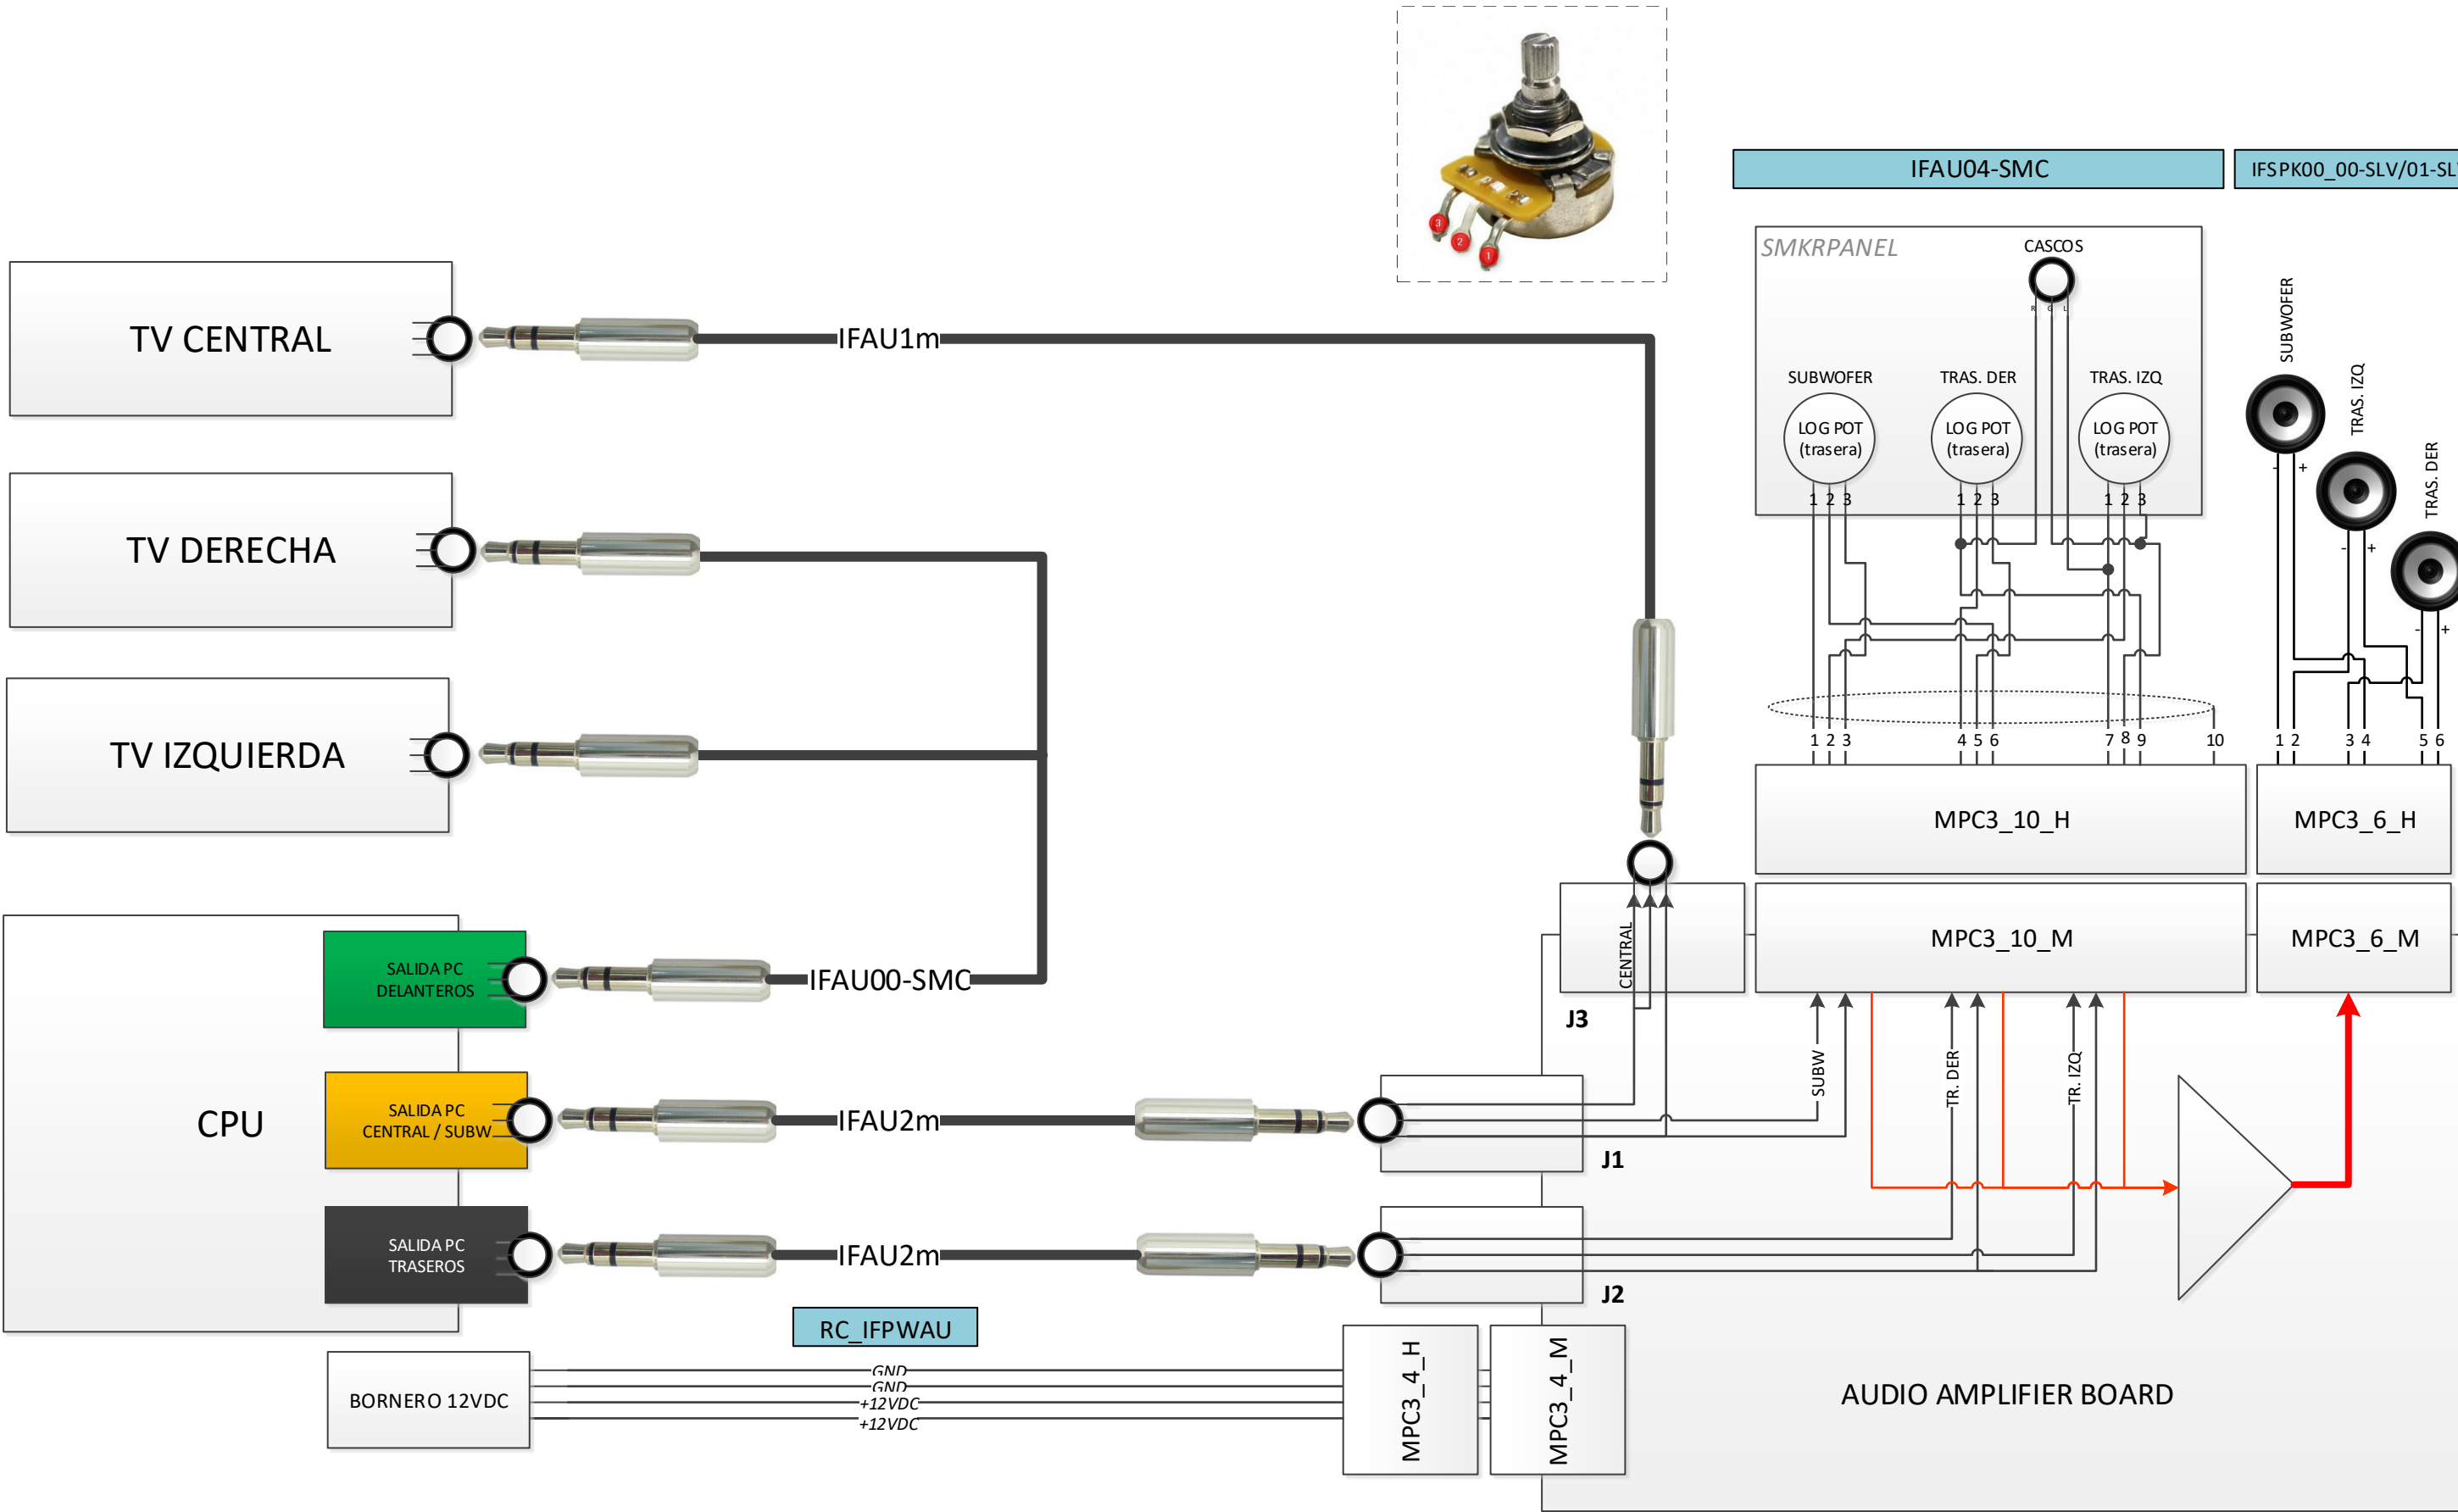 3
2
1
IFAU04-SMC
IFSPK00_00-SLV/01-SL
SMKRPANEL
CASCOS
R
G
L
SUBWOFER
TRAS. DER
TRAS. IZQ
LOG POT
(trasera)
LOG POT
(trasera)
LOG POT
(trasera)
1 2 3
1 2 3
1 2 3
SUBWOFER
- +
TRAS. IZQ
- +
TRAS. DER
- +
TV CENTRAL
IFAU1m
TV DERECHA
TV IZQUIERDA
1 2 3
4 5 6
7 8 9
10
1 2
3 4
5 6
MPC3_10_H
MPC3_6_H
CPU
SALIDA PC
DELANTEROS
IFAU00-SMC
CENTRAL
J3
MPC3_10_M
MPC3_6_M
SALIDA PC
CENTRAL / SUBW
IFAU2m
J1
SUBW
TR. DER
TR. IZQ
SALIDA PC
TRASEROS
IFAU2m
J2
RC_IFPWAU
BORNERO 12VDC
GND
GND
+12VDC
+12VDC
MPC3_4_H
MPC3_4_M
AUDIO AMPLIFIER BOARD